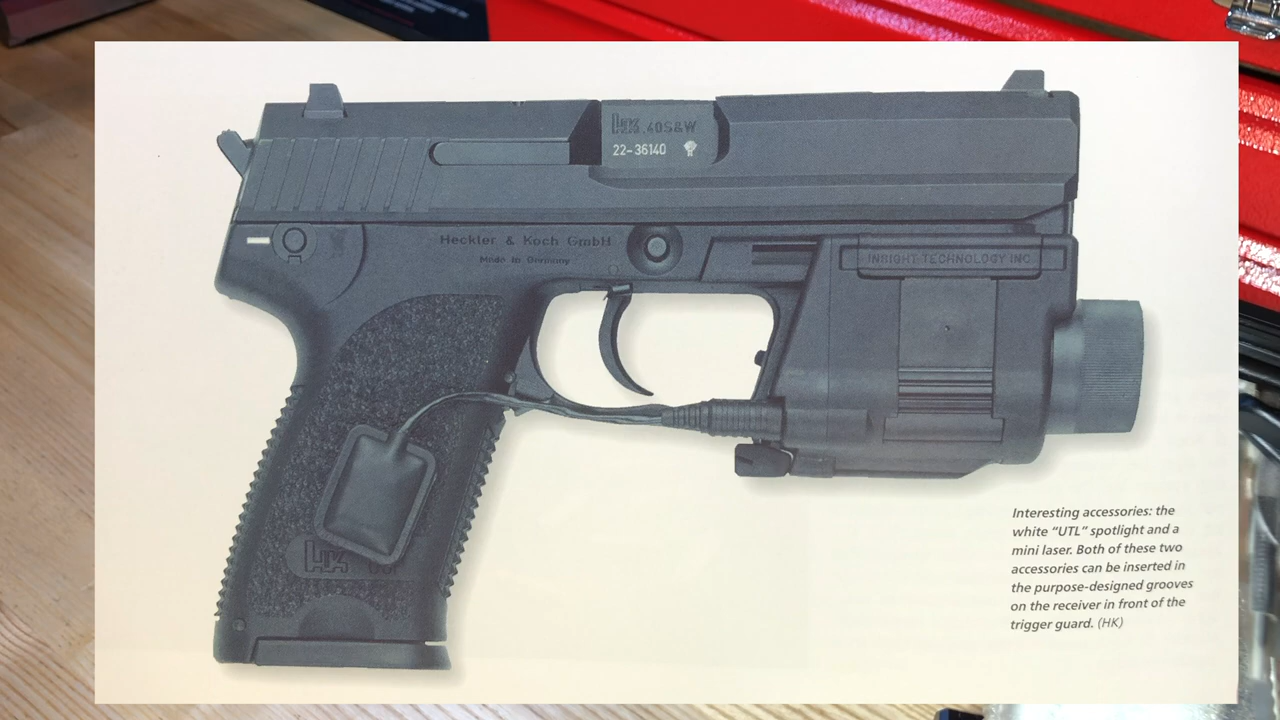 HK .40S&W
22-36140
Heckler & Koch GmbH
Made in Germany
INSIGHT TECHNOLOGY INC
HK
Interesting accessories: the
white "UTL" spotlight and a
mini laser. Both of these two
accessories can be inserted in
the purpose-designed grooves
on the receiver in front of the
trigger guard. (HK)